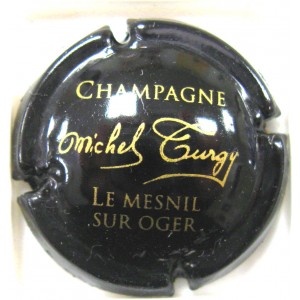 CHAMPAGNE
Michel Turgy
LE MESNIL
SUR OGER